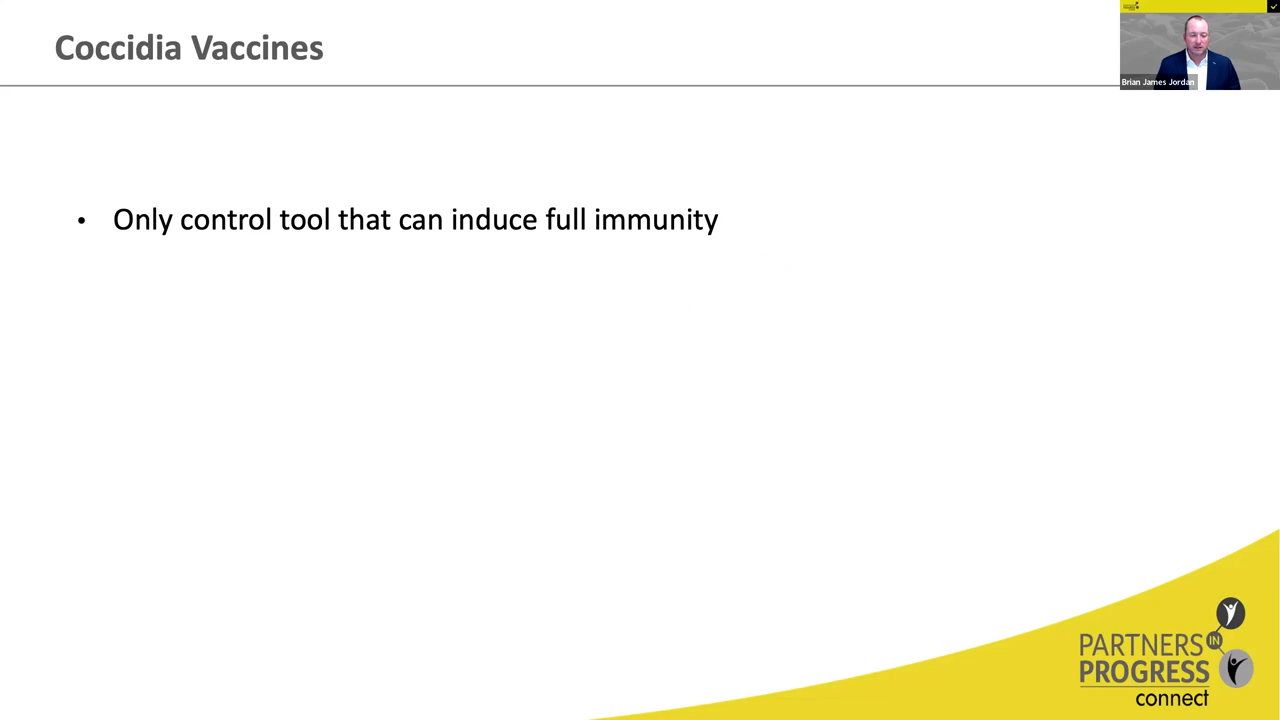 Coccidia Vaccines
Brian James Jordan
• Only control tool that can induce full immunity
PARTNERS IN
PROGRESS
connect